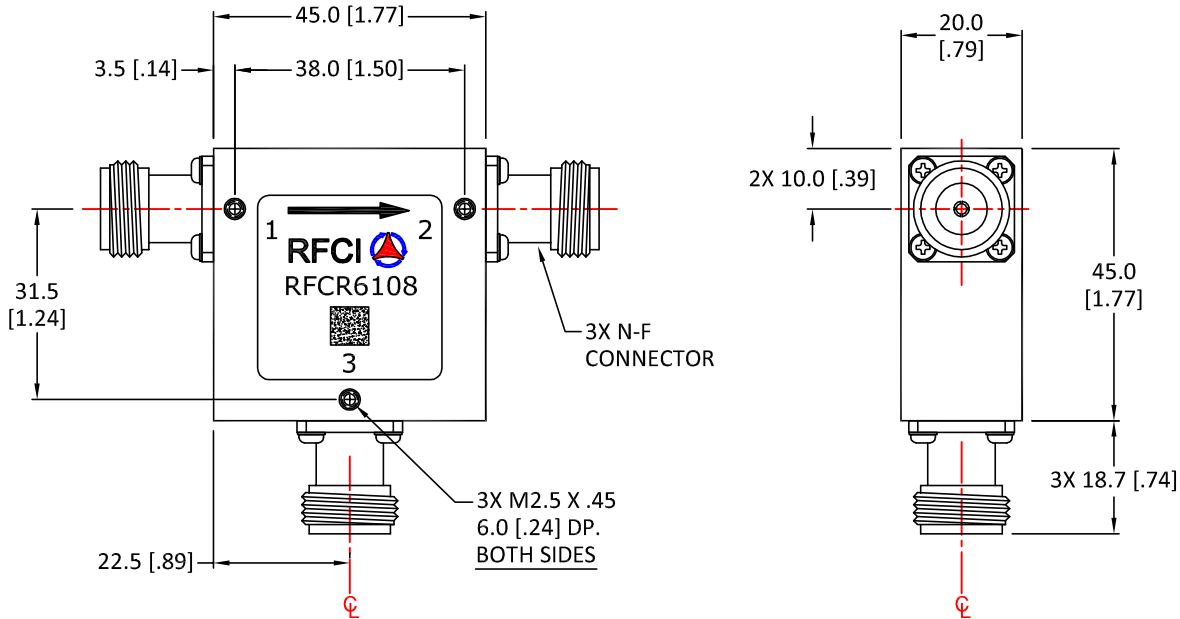 45.0 [1.77]
3.5 [.14]
38.0 [1.50]
1
2
RFCI
RFCR6108
3
31.5
[1.24]
3X N-F
CONNECTOR
3X M2.5 X .45
6.0 [.24] DP.
BOTH SIDES
22.5 [.89]
℄
20.0
[.79]
2X 10.0 [.39]
45.0
[1.77]
3X 18.7 [.74]
℄